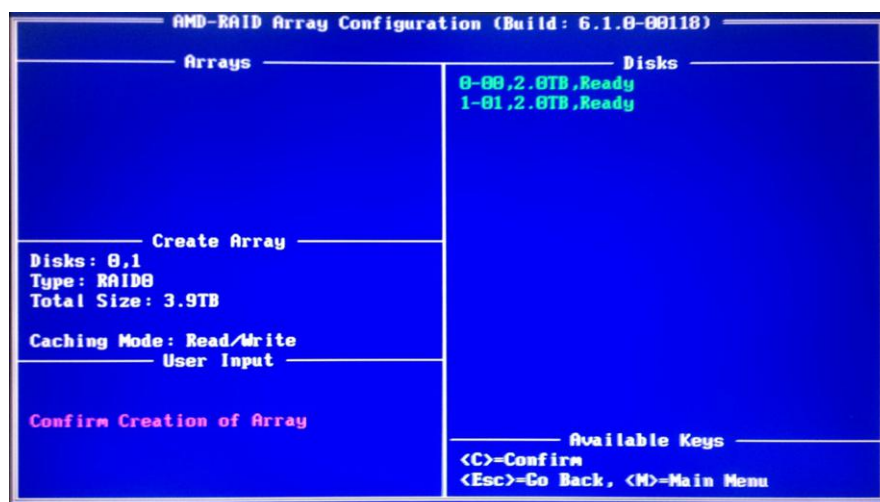 AMD-RAID Array Configuration (Build: 6.1.0-00118)
Arrays
Create Array
Disks: 0,1
Type: RAID0
Total Size: 3.9TB
Caching Mode: Read/Write
User Input
Confirm Creation of Array
Disks
0-00,2.0TB,Ready
1-01,2.0TB,Ready
Available Keys
<C>=Confirm
<Esc>=Go Back, <M>=Main Menu